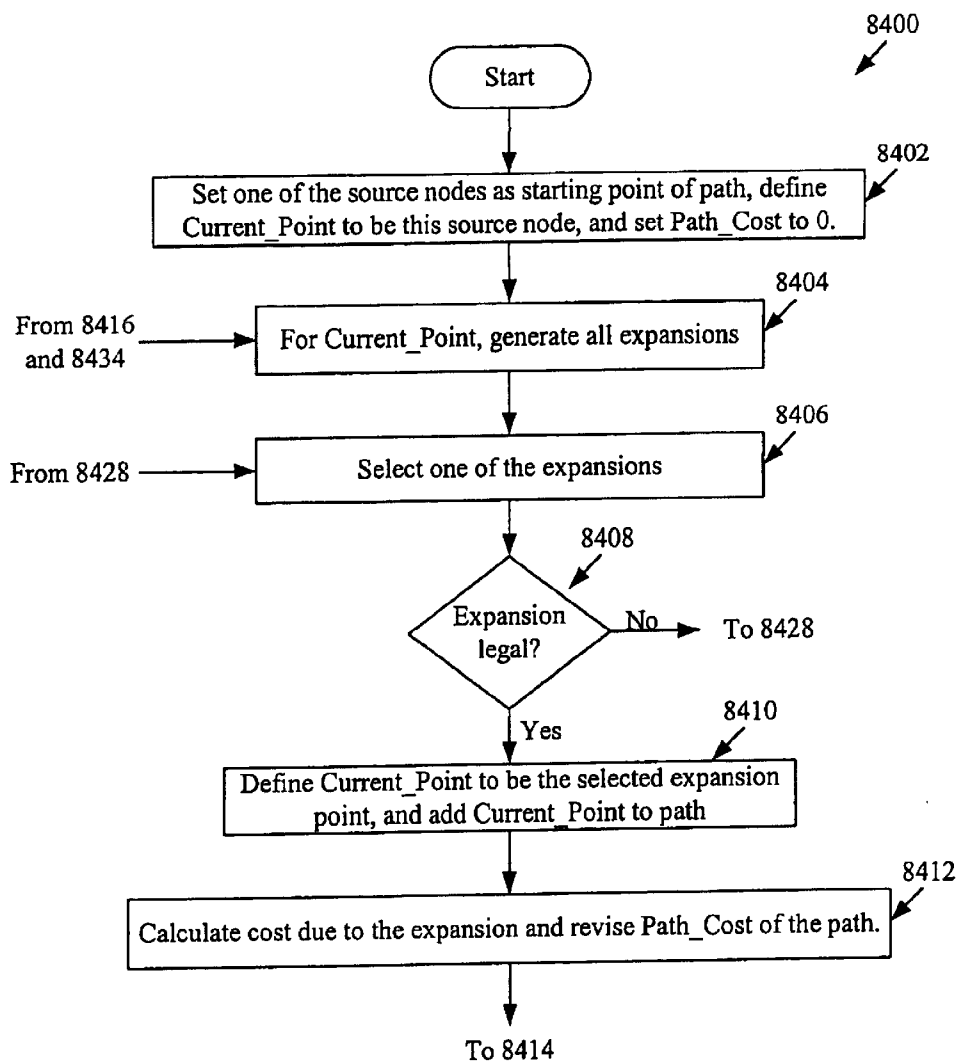 8400
Start
8402
Set one of the source nodes as starting point of path, define
Current_Point to be this source node, and set Path_Cost to 0.
8404
From 8416
and 8434
For Current_Point, generate all expansions
8406
From 8428
Select one of the expansions
8408
Expansion
legal?
No
To 8428
Yes
8410
Define Current_Point to be the selected expansion
point, and add Current_Point to path
8412
Calculate cost due to the expansion and revise Path_Cost of the path.
To 8414